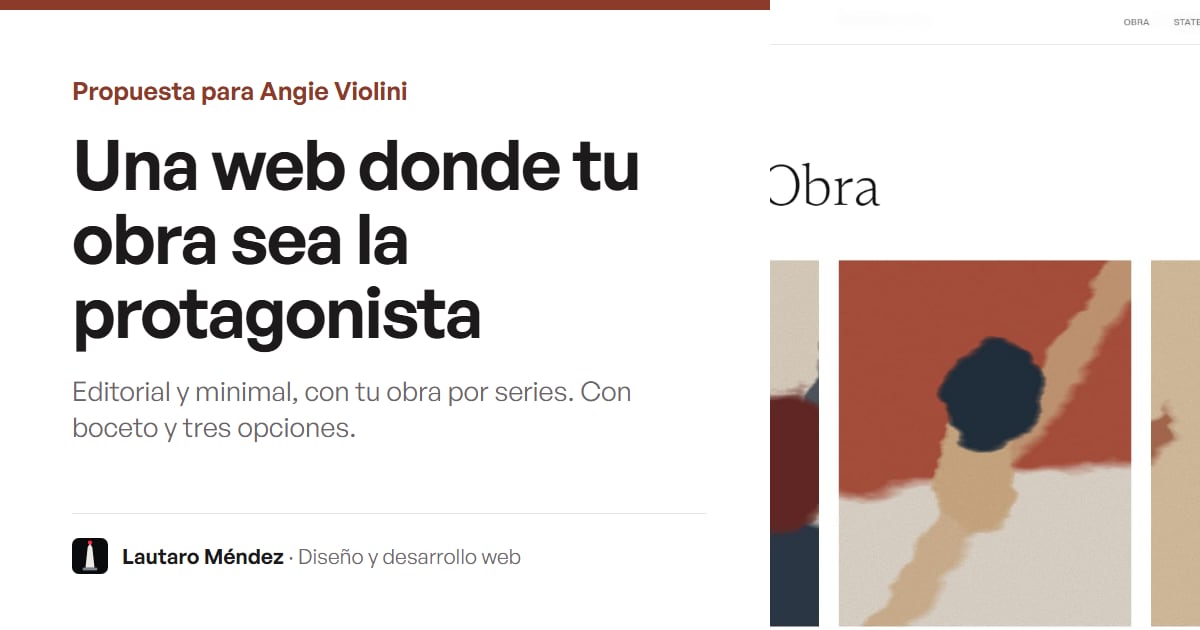 Propuesta para Angie Violini
Una web donde tu
obra sea la
protagonista
Editorial y minimal, con tu obra por series. Con
boceto y tres opciones.
Lautaro Méndez · Diseño y desarrollo web
OBRA
Obra